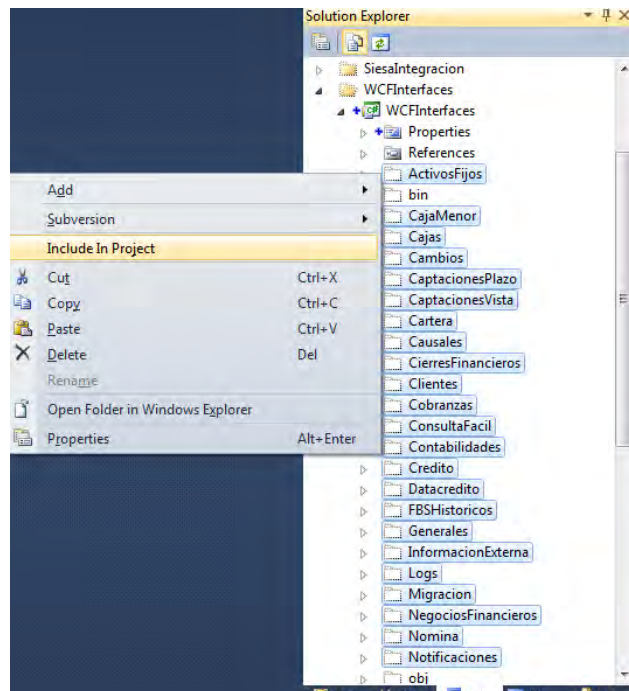 Solution Explorer
SiesaIntegracion
WCFInterfaces
WCFInterfaces
Properties
References
ActivosFijos
bin
CajaMenor
Cajas
Cambios
CaptacionesPlazo
CaptacionesVista
Cartera
Causales
CierresFinancieros
Clientes
Cobranzas
ConsultaFacil
Contabilidades
Credito
Datacredito
FBSHistoricos
Generales
InformacionExterna
Logs
Migracion
NegociosFinancieros
Nomina
Notificaciones
obj
Add
Subversion
Include In Project
Cut Ctrl+X
Copy Ctrl+C
Paste Ctrl+V
Delete Del
Rename
Open Folder in Windows Explorer
Properties Alt+Enter